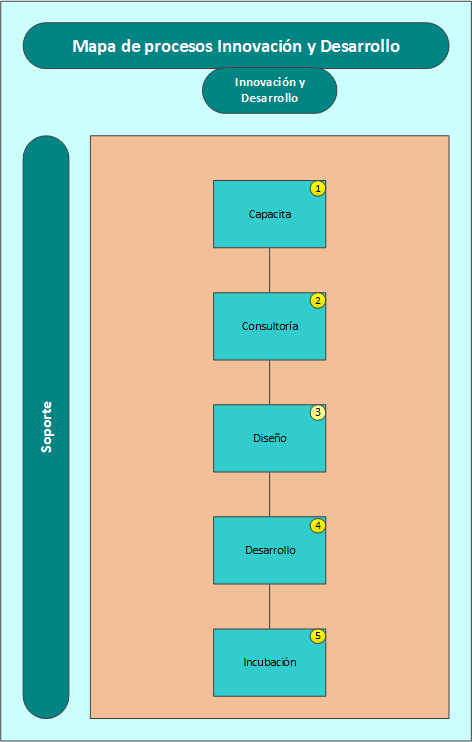 Mapa de procesos Innovación y Desarrollo
Innovación y
Desarrollo
Soporte
1
Capacita
2
Consultoría
3
Diseño
4
Desarrollo
5
Incubación